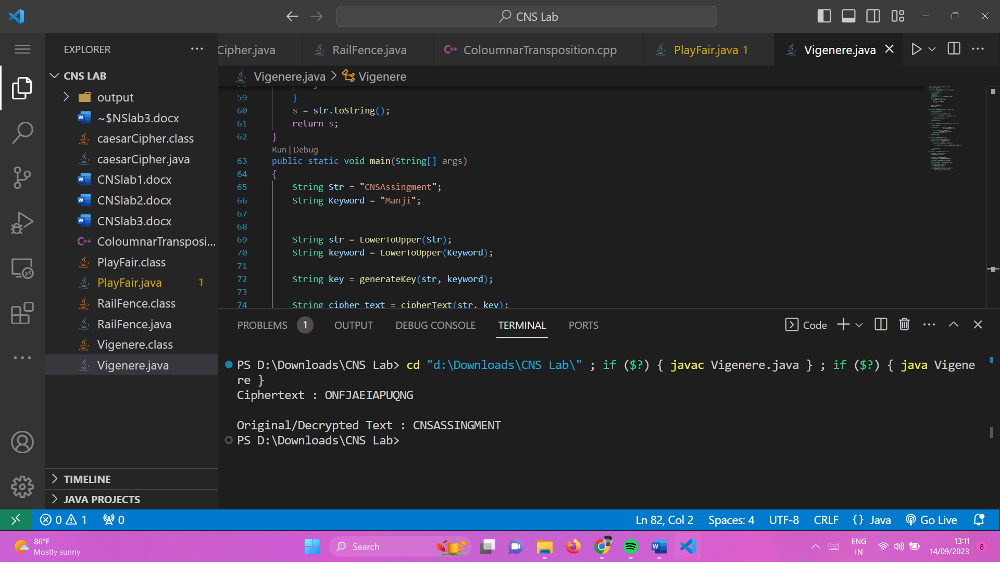 CNS Lab
EXPLORER
CNS LAB
output
~$NSlab3.docx
caesarCipher.class
caesarCipher.java
CNSlab1.docx
CNSlab2.docx
CNSlab3.docx
ColoumnarTransposi...
PlayFair.class
PlayFair.java 1
RailFence.class
RailFence.java
Vigenere.class
Vigenere.java
TIMELINE
JAVA PROJECTS
Cipher.java RailFence.java ColoumnarTransposition.cpp PlayFair.java 1 Vigenere.java
Vigenere.java > Vigenere
59 }
60 s = str.toString();
61 return s;
62 }
Run | Debug
63 public static void main(String[] args)
64 {
65 String Str = "CNSAssingment";
66 String Keyword = "Manji";
67
68
69 String str = LowerToUpper(Str);
70 String keyword = LowerToUpper(Keyword);
71
72 String key = generateKey(str, keyword);
73
74 String cipher_text = cipherText(str, key);
PROBLEMS 1 OUTPUT DEBUG CONSOLE TERMINAL PORTS Code
PS D:\Downloads\CNS Lab> cd "d:\Downloads\CNS Lab\" ; if ($?) { javac Vigenere.java } ; if ($?) { java Vigene
re }
Ciphertext : ONFJAEIAPUQNG
Original/Decrypted Text : CNSASSINGMENT
PS D:\Downloads\CNS Lab>
0 1 0 Ln 82, Col 2 Spaces: 4 UTF-8 CRLF {} Java Go Live
86°F
Mostly sunny
Search
ENG
IN
13:11
14/09/2023
8